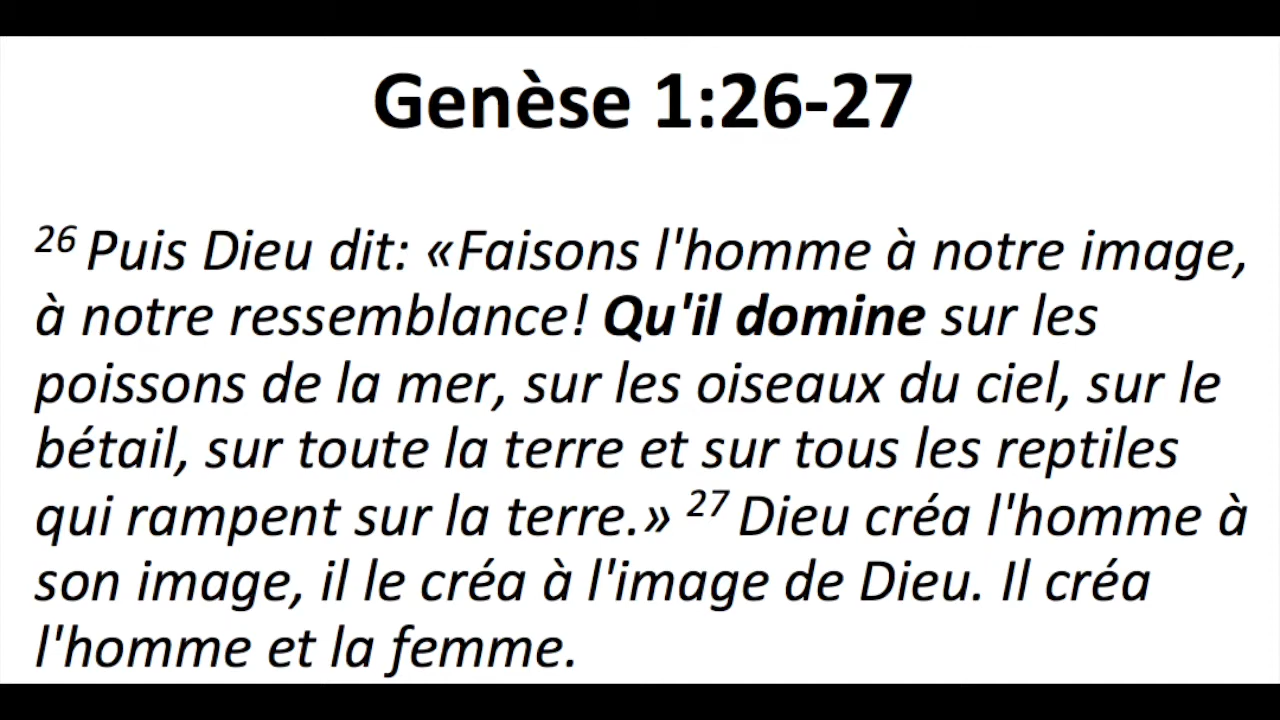 Genèse 1:26-27
26 Puis Dieu dit: «Faisons l'homme à notre image,
à notre ressemblance! Qu'il domine sur les
poissons de la mer, sur les oiseaux du ciel, sur le
bétail, sur toute la terre et sur tous les reptiles
qui rampent sur la terre.» 27 Dieu créa l'homme à
son image, il le créa à l'image de Dieu. Il créa
l'homme et la femme.